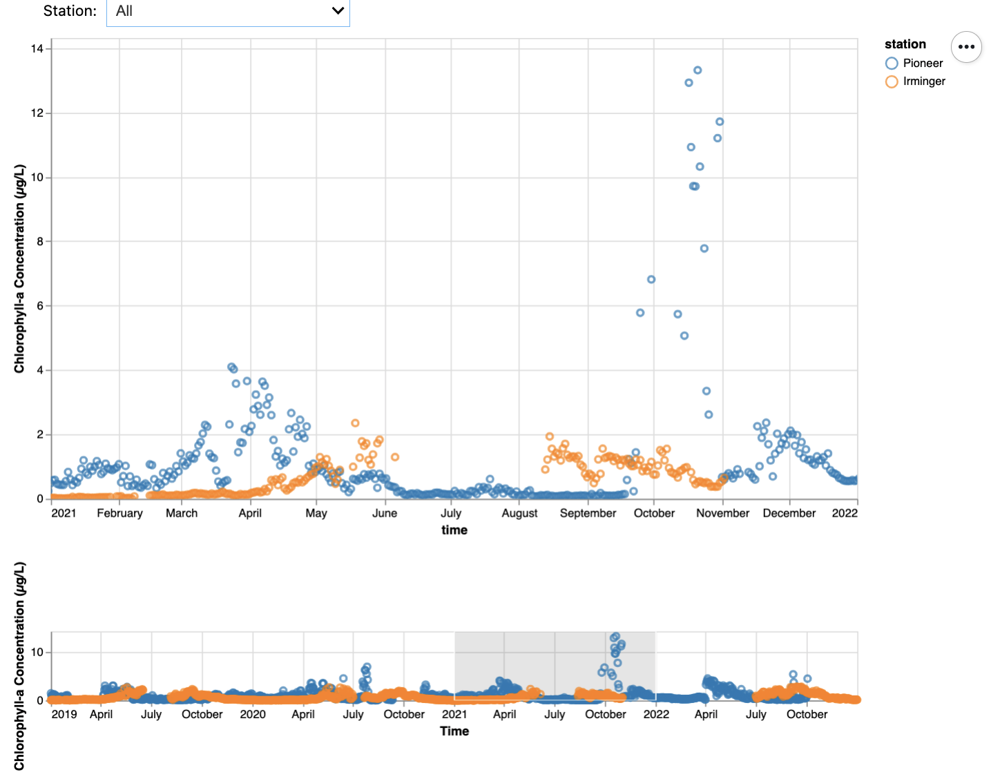 Station: All
station
Pioneer
Irminger
Chlorophyll-a Concentration (µg/L)
14
12
10
8
6
4
2
0
2021 February March April May June July August September October November December 2022
time
Chlorophyll-a Concentration (µg/L)
10
0
2019 April July October 2020 April July October 2021 April July October 2022 April July October
Time